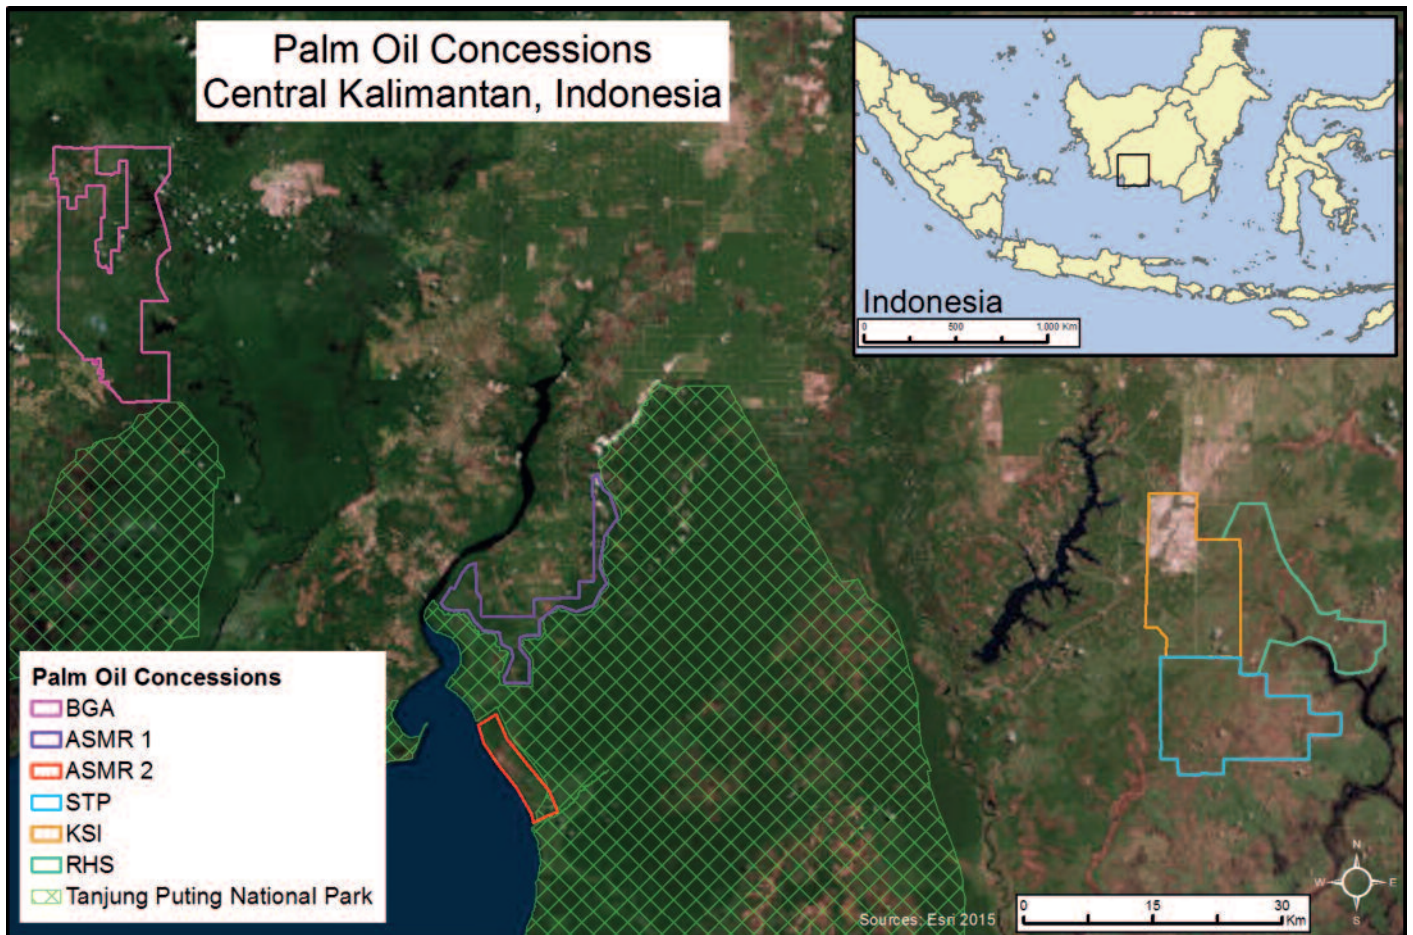 Palm Oil Concessions
Central Kalimantan, Indonesia
Indonesia
0 500 1,000 Km
Palm Oil Concessions
BGA
ASMR 1
ASMR 2
STP
KSI
RHS
Tanjung Puting National Park
Sources: Esri 2015
0 15 30
Km
N
W E
S